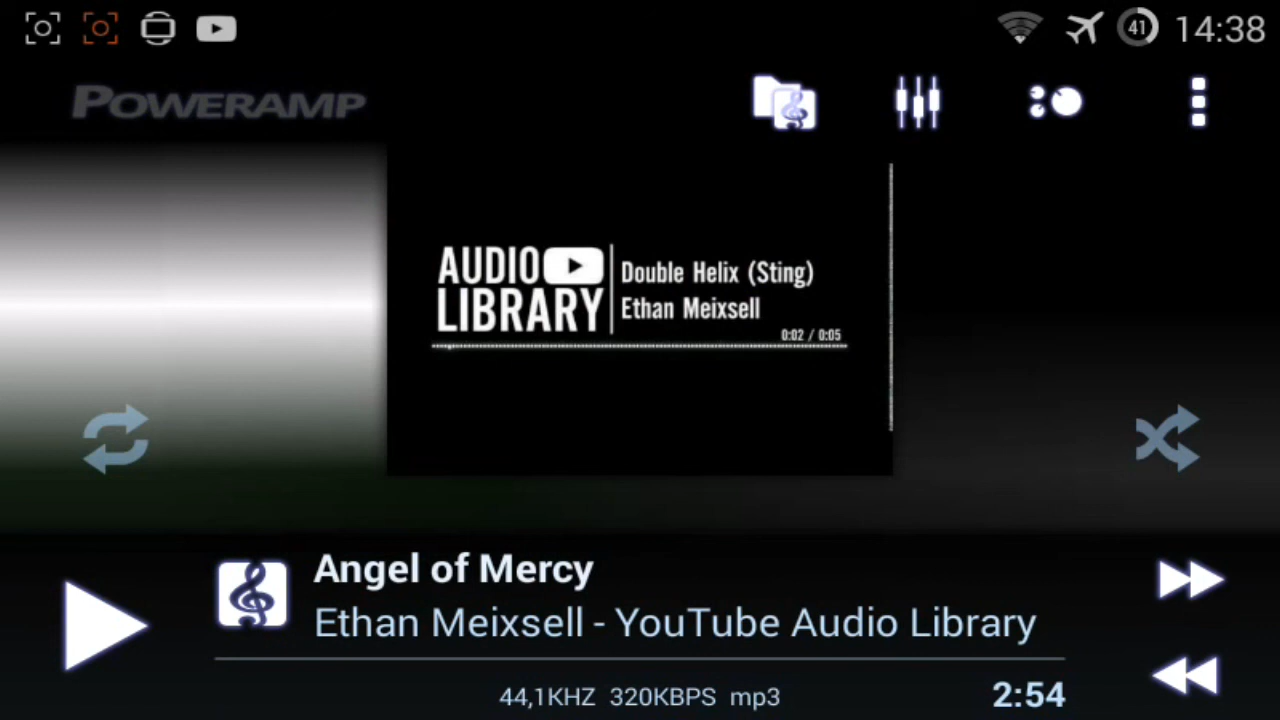 41 14:38
POWERAMP
AUDIO LIBRARY
Double Helix (Sting)
Ethan Meixsell
0:02 / 0:05
Angel of Mercy
Ethan Meixsell - YouTube Audio Library
44,1KHZ 320KBPS mp3 2:54